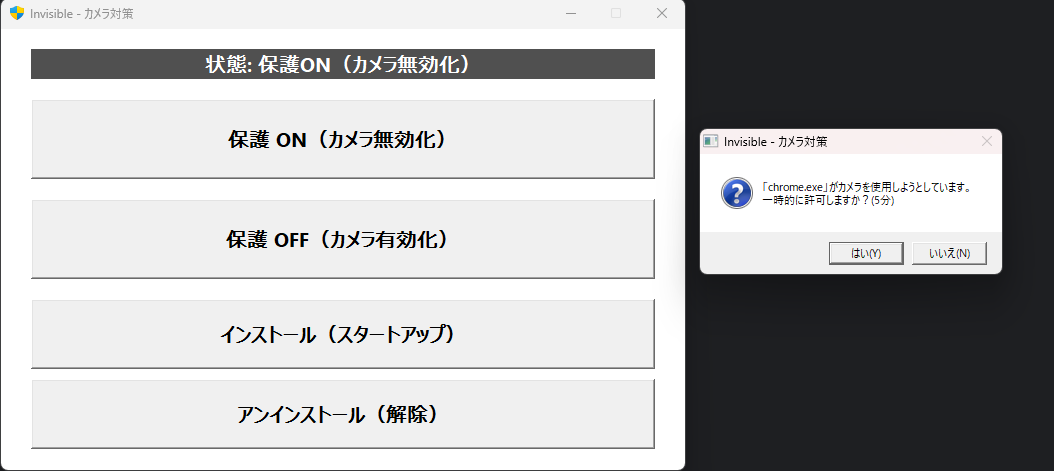 Invisible - カメラ対策
状態: 保護ON（カメラ無効化）
保護 ON（カメラ無効化）
保護 OFF（カメラ有効化）
インストール（スタートアップ）
アンインストール（解除）
Invisible - カメラ対策
「chrome.exe」がカメラを使用しようとしています。
一時的に許可しますか？(5分)
はい(Y)
いいえ(N)